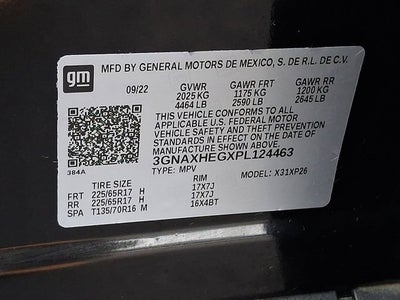 gm MFD BY GENERAL MOTORS DE MEXICO, S. DE R.L. DE C.V.
09/22 GVWR GAWR FRT GAWR RR
2025 KG 1175 KG 1200 KG
4464 LB 2590 LB 2645 LB
THIS VEHICLE CONFORMS TO ALL
APPLICABLE U.S. FEDERAL MOTOR
VEHICLE SAFETY STANDARDS IN
EFFECT ON THE DATE OF
MANUFACTURE SHOWN ABOVE.
3GNAXHEGXPL124463
384A TYPE: MPV MODEL: X31XP26
TIRE SIZE RIM
FRT 225/65R17 H 17X7J
RR 225/65R17 H 17X7J
SPA T135/70R16 M 16X4BT